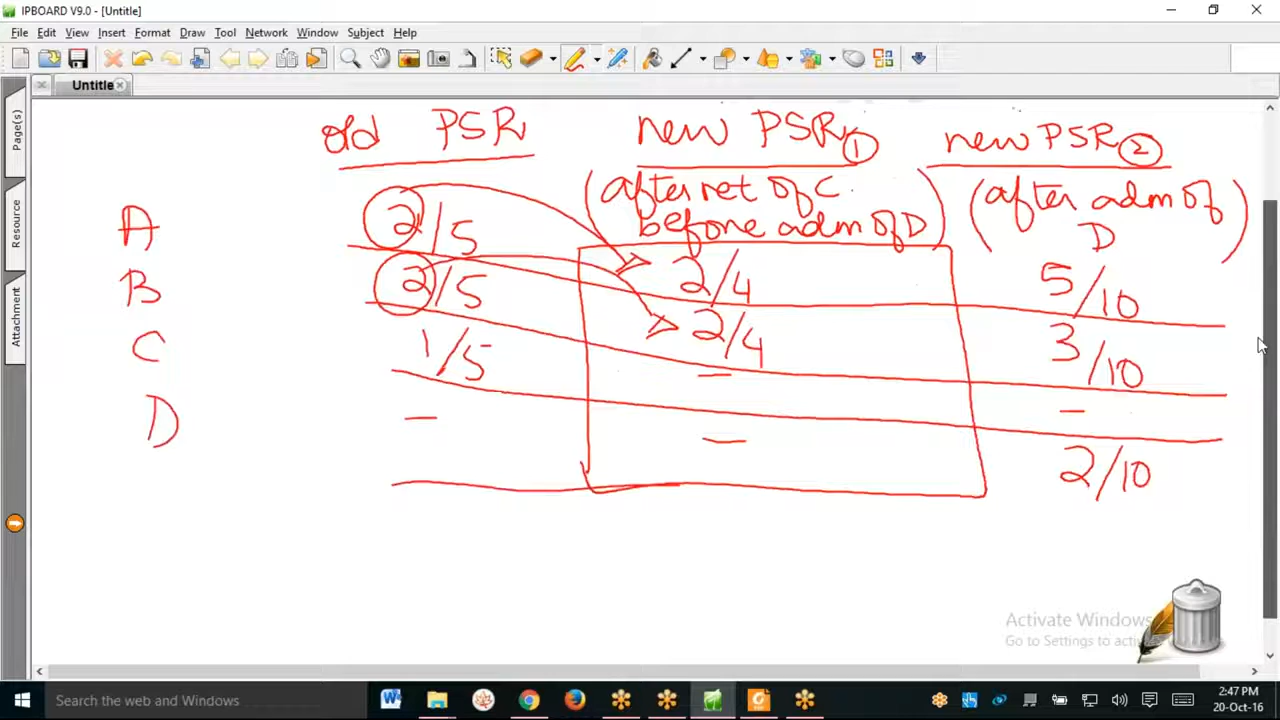 IPBOARD V9.0 - [Untitle]
File Edit View Insert Format Draw Tool Network Window Subject Help
Untitle
Page(s)
Resource
Attachment
old PSR new PSR 1 new PSR 2
(after ret of C before adm of D) (after adm of D)
A 2/5 2/4 5/10
B 2/5 2/4 3/10
C 1/5 - -
D - - 2/10
Activate Windows
Go to Settings to activ
Search the web and Windows
2:47 PM
20-Oct-16